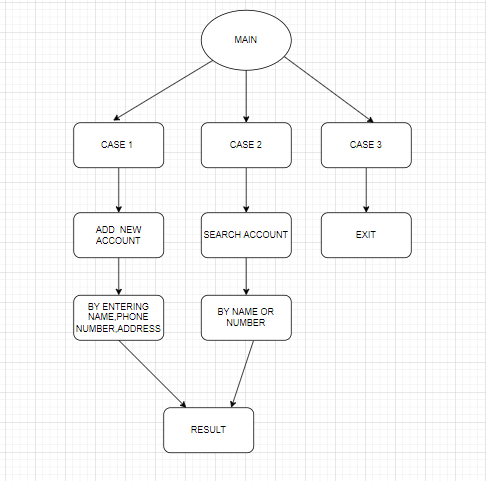 MAIN
CASE 1
CASE 2
CASE 3
ADD NEW
ACCOUNT
SEARCH ACCOUNT
EXIT
BY ENTERING
NAME,PHONE
NUMBER,ADDRESS
BY NAME OR
NUMBER
RESULT